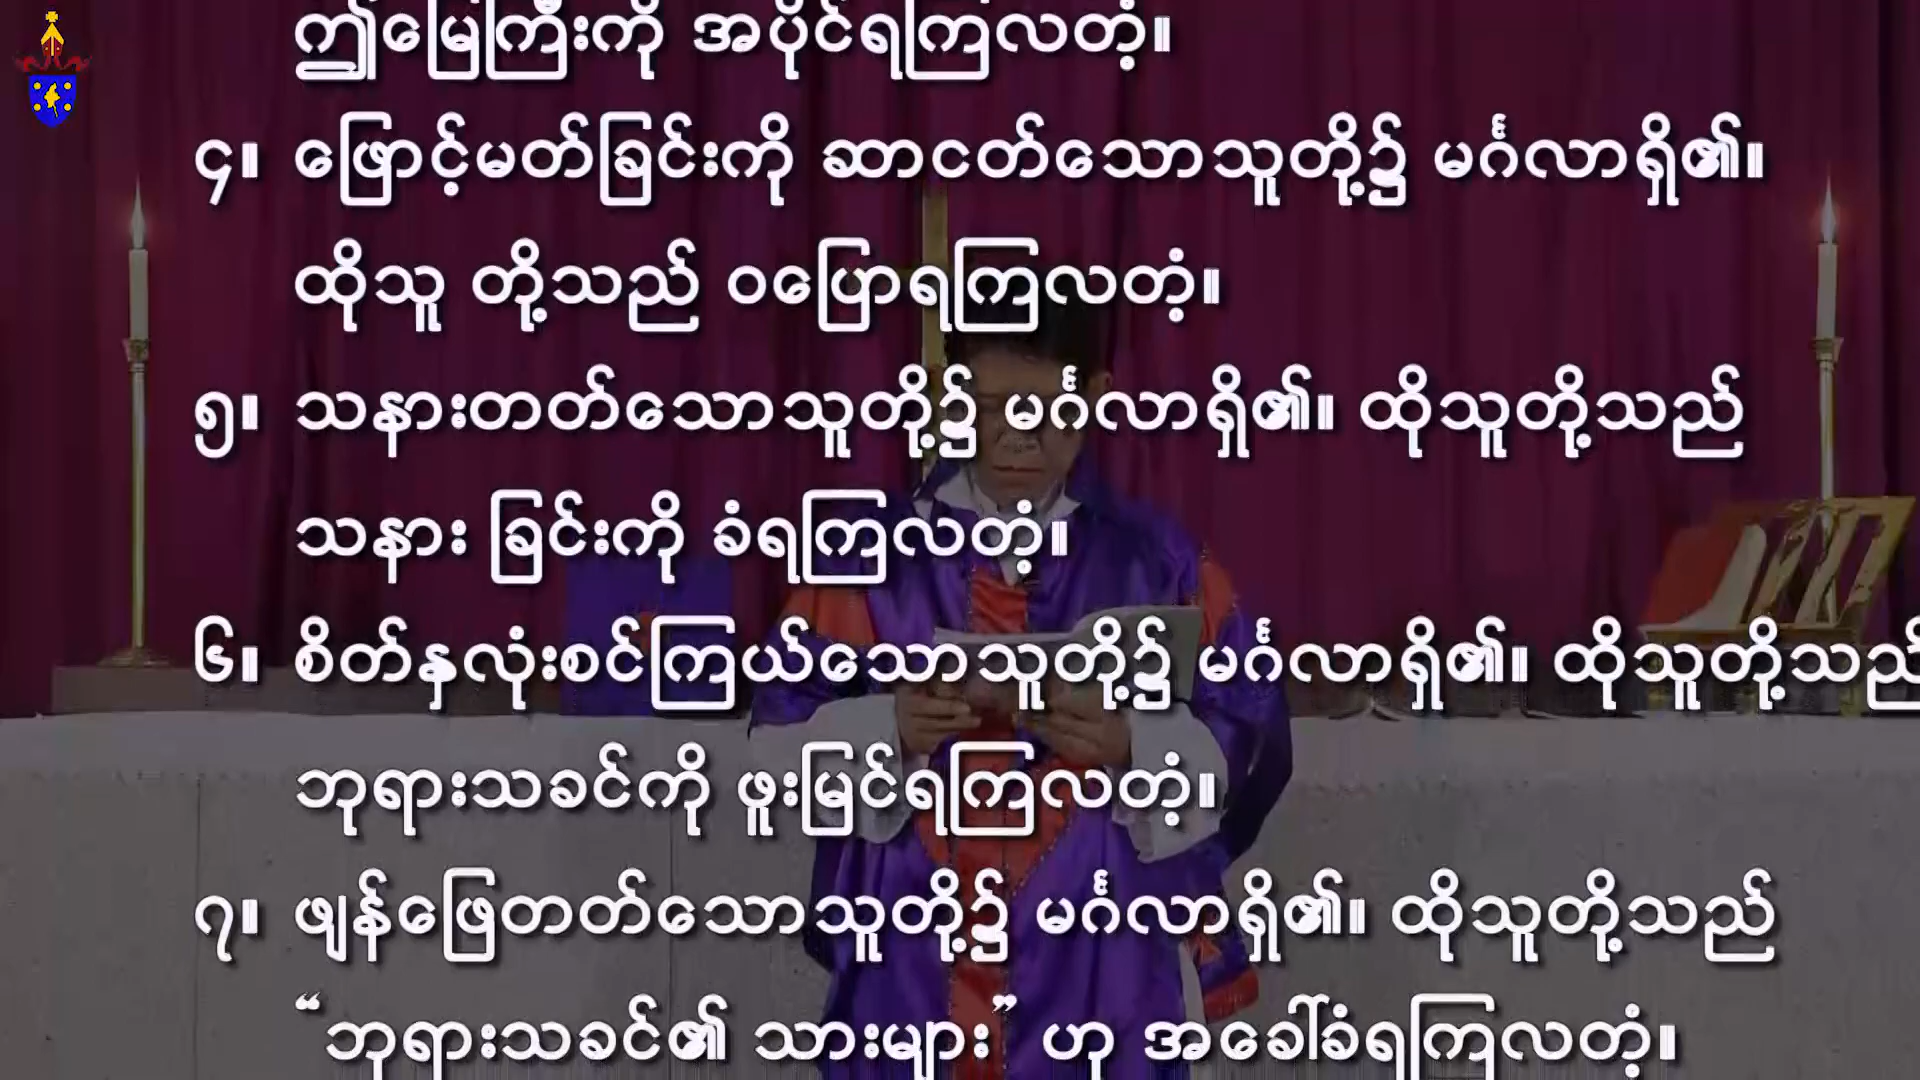 ဤမြေကြီးကို အပိုင်ရကြလတံ့။
၄။ ဖြောင့်မတ်ခြင်းကို ဆာငတ်သောသူတို့၌ မင်္ဂလာရှိ၏။
ထိုသူ တို့သည် ဝပြောရကြလတံ့။
၅။ သနားတတ်သောသူတို့၌ မင်္ဂလာရှိ၏။ ထိုသူတို့သည်
သနား ခြင်းကို ခံရကြလတံ့။
၆။ စိတ်နှလုံးစင်ကြယ်သောသူတို့၌ မင်္ဂလာရှိ၏။ ထိုသူတို့သည်
ဘုရားသခင်ကို ဖူးမြင်ရကြလတံ့။
၇။ ဖျန်ဖြေတတ်သောသူတို့၌ မင်္ဂလာရှိ၏။ ထိုသူတို့သည်
“ဘုရားသခင်၏ သားများ” ဟု အခေါ်ခံရကြလတံ့။